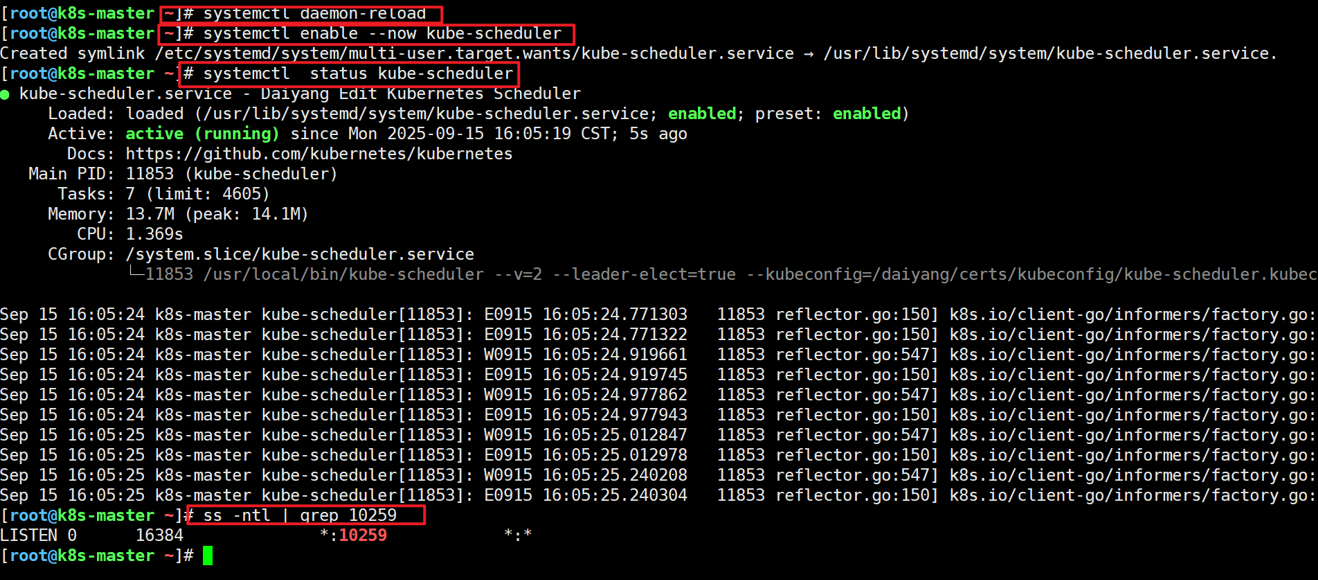 [root@k8s-master ~]# systemctl daemon-reload
[root@k8s-master ~]# systemctl enable --now kube-scheduler
Created symlink /etc/systemd/system/multi-user.target.wants/kube-scheduler.service → /usr/lib/systemd/system/kube-scheduler.service.
[root@k8s-master ~]# systemctl  status kube-scheduler
● kube-scheduler.service - Daiyang Edit Kubernetes Scheduler
     Loaded: loaded (/usr/lib/systemd/system/kube-scheduler.service; enabled; preset: enabled)
     Active: active (running) since Mon 2025-09-15 16:05:19 CST; 5s ago
       Docs: https://github.com/kubernetes/kubernetes
   Main PID: 11853 (kube-scheduler)
      Tasks: 7 (limit: 4605)
     Memory: 13.7M (peak: 14.1M)
        CPU: 1.369s
     CGroup: /system.slice/kube-scheduler.service
             └─11853 /usr/local/bin/kube-scheduler --v=2 --leader-elect=true --kubeconfig=/daiyang/certs/kubeconfig/kube-scheduler.kubec
Sep 15 16:05:24 k8s-master kube-scheduler[11853]: E0915 16:05:24.771303   11853 reflector.go:150] k8s.io/client-go/informers/factory.go:
Sep 15 16:05:24 k8s-master kube-scheduler[11853]: E0915 16:05:24.771322   11853 reflector.go:150] k8s.io/client-go/informers/factory.go:
Sep 15 16:05:24 k8s-master kube-scheduler[11853]: W0915 16:05:24.919661   11853 reflector.go:547] k8s.io/client-go/informers/factory.go:
Sep 15 16:05:24 k8s-master kube-scheduler[11853]: E0915 16:05:24.919745   11853 reflector.go:150] k8s.io/client-go/informers/factory.go:
Sep 15 16:05:24 k8s-master kube-scheduler[11853]: W0915 16:05:24.977862   11853 reflector.go:547] k8s.io/client-go/informers/factory.go:
Sep 15 16:05:24 k8s-master kube-scheduler[11853]: E0915 16:05:24.977943   11853 reflector.go:150] k8s.io/client-go/informers/factory.go:
Sep 15 16:05:25 k8s-master kube-scheduler[11853]: W0915 16:05:25.012847   11853 reflector.go:547] k8s.io/client-go/informers/factory.go:
Sep 15 16:05:25 k8s-master kube-scheduler[11853]: E0915 16:05:25.012978   11853 reflector.go:150] k8s.io/client-go/informers/factory.go:
Sep 15 16:05:25 k8s-master kube-scheduler[11853]: W0915 16:05:25.240208   11853 reflector.go:547] k8s.io/client-go/informers/factory.go:
Sep 15 16:05:25 k8s-master kube-scheduler[11853]: E0915 16:05:25.240304   11853 reflector.go:150] k8s.io/client-go/informers/factory.go:
[root@k8s-master ~]# ss -ntl | grep 10259
LISTEN 0      16384              *:10259            *:*
[root@k8s-master ~]#